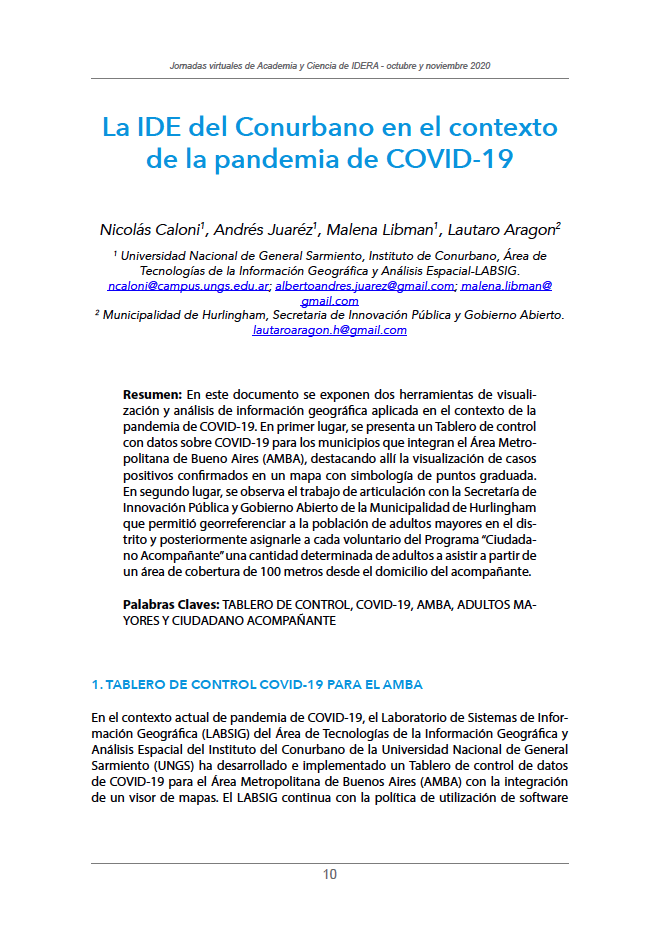 Jornadas virtuales de Academia y Ciencia de IDERA - octubre y noviembre 2020
La IDE del Conurbano en el contexto
de la pandemia de COVID-19
Nicolás Caloni¹, Andrés Juaréz¹, Malena Libman¹, Lautaro Aragon²
¹ Universidad Nacional de General Sarmiento, Instituto de Conurbano, Área de
Tecnologías de la Información Geográfica y Análisis Espacial-LABSIG.
ncaloni@campus.ungs.edu.ar; albertoandres.juarez@gmail.com; malena.libman@
gmail.com
² Municipalidad de Hurlingham, Secretaria de Innovación Pública y Gobierno Abierto.
lautaroaragon.h@gmail.com
Resumen: En este documento se exponen dos herramientas de visuali-
zación y análisis de información geográfica aplicada en el contexto de la
pandemia de COVID-19. En primer lugar, se presenta un Tablero de control
con datos sobre COVID-19 para los municipios que integran el Área Metro-
politana de Bueno Aires (AMBA), destacando allí la visualización de casos
positivos confirmados en un mapa con simbología de puntos graduada.
En segundo lugar, se observa el trabajo de articulación con la Secretaría de
Innovación Pública y Gobierno Abierto de la Municipalidad de Hurlingham
que permitió georreferenciar a la población de adultos mayores en el dis-
trito y posteriormente asignarle a cada voluntario del Programa “Ciudada-
no Acompañante” una cantidad determinada de adultos a asistir a partir de
un área de cobertura de 100 metros desde el domicilio del acompañante.
Palabras Claves: TABLERO DE CONTROL, COVID-19, AMBA, ADULTOS MA-
YORES Y CIUDADANO ACOMPAÑANTE
1. TABLERO DE CONTROL COVID-19 PARA EL AMBA
En el contexto actual de pandemia de COVID-19, el Laboratorio de Sistemas de Infor-
mación Geográfica (LABSIG) del Área de Tecnologías de la Información Geográfica y
Análisis Espacial del Instituto del Conurbano de la Universidad Nacional de General
Sarmiento (UNGS) ha desarrollado e implementado un Tablero de control de datos
de COVID-19 para el Área Metropolitana de Buenos Aires (AMBA) con la integración
de un visor de mapas. El LABSIG continua con la política de utilización de software
10